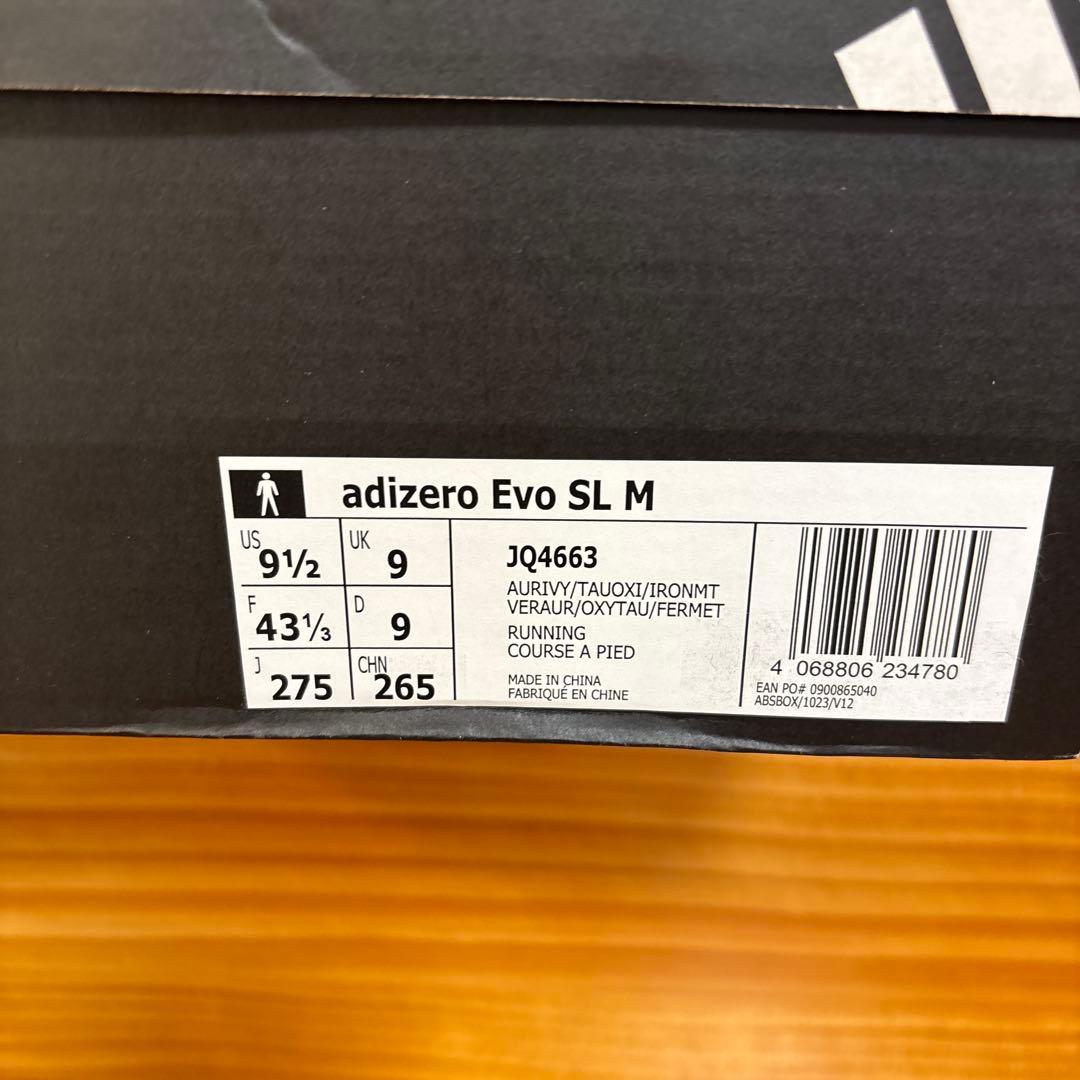 adizero Evo SL M
US 9½ UK 9
F 43⅓ D 9
J 275 CHN 265
JQ4663
AURIVY/TAUOXI/IRONMT
VERAUR/OXYTAU/FERMET
RUNNING
COURSE A PIED
MADE IN CHINA
FABRIQUÉ EN CHINE
4 068806 234780
EAN PO# 0900865040
ABSBOX/1023/V12